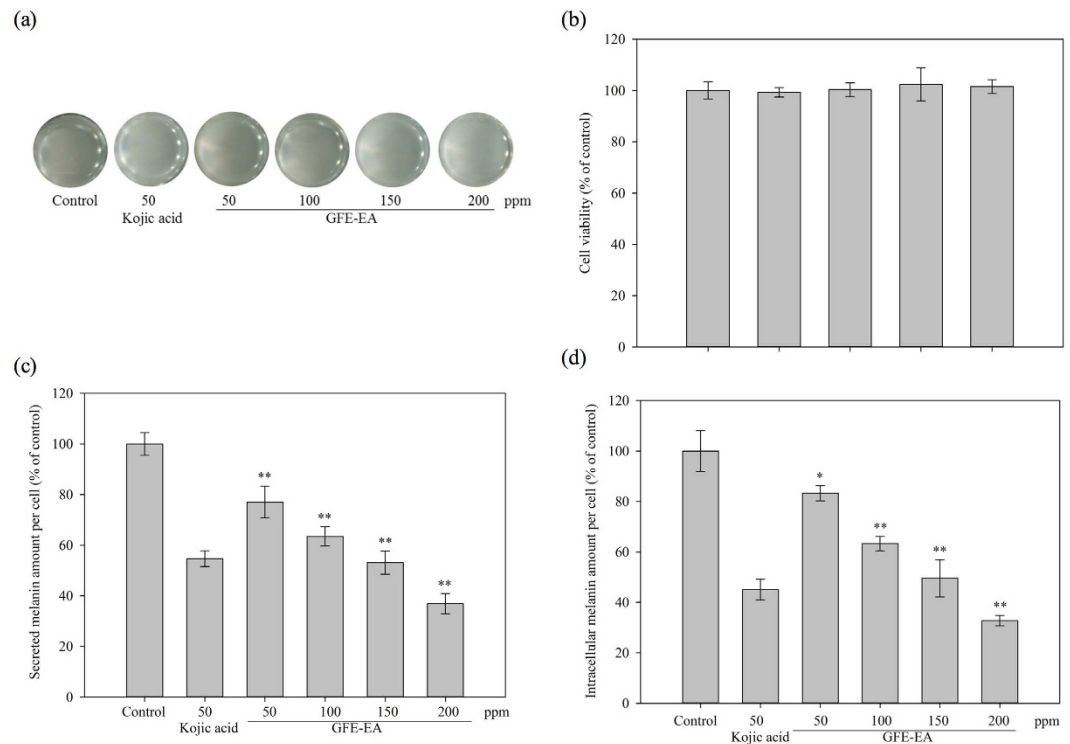 (a)
Control 50 50 100 150 200 ppm
Kojic acid GFE-EA
(b)
120
100
80
60
40
20
0
Cell viability (% of control)
(c)
120
100
80
60
40
20
0
Secreted melanin amount per cell (% of control)
** ** ** **
Control 50 50 100 150 200 ppm
Kojic acid GFE-EA
(d)
120
100
80
60
40
20
0
Intracellular melanin amount per cell (% of control)
* ** ** **
Control 50 50 100 150 200 ppm
Kojic acid GFE-EA